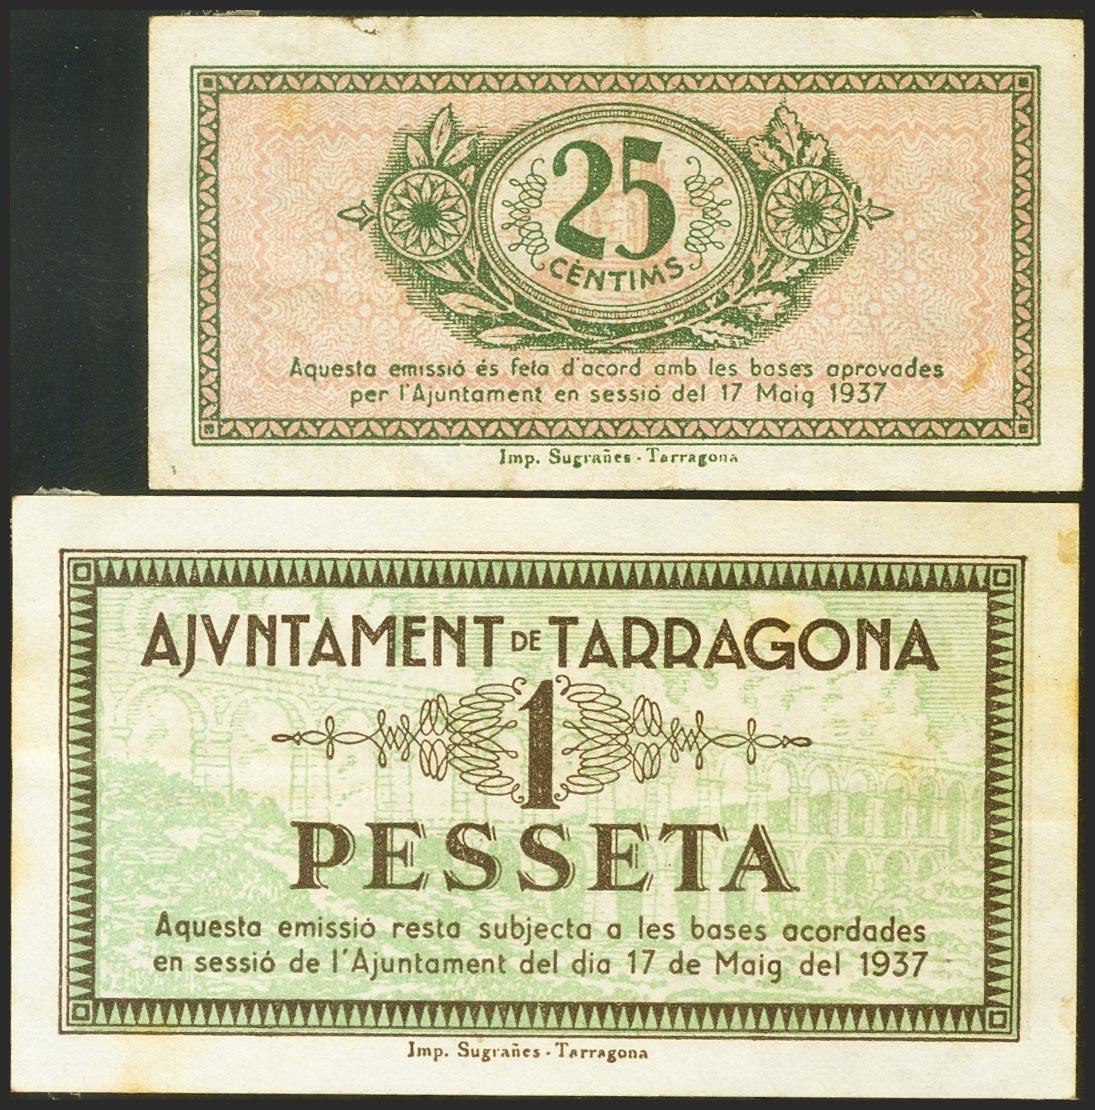 25
CÈNTIMS
Aquesta emissió és feta d'acord amb les bases aprovades
per l'Ajuntament en sessió del 17 Maig 1937
Imp. Sugrañes - Tarragona
AJVNTAMENT DE TARRAGONA
1
PESSETA
Aquesta emissió resta subjecta a les bases acordades
en sessió de l'Ajuntament del dia 17 de Maig del 1937
Imp. Sugrañes - Tarragona